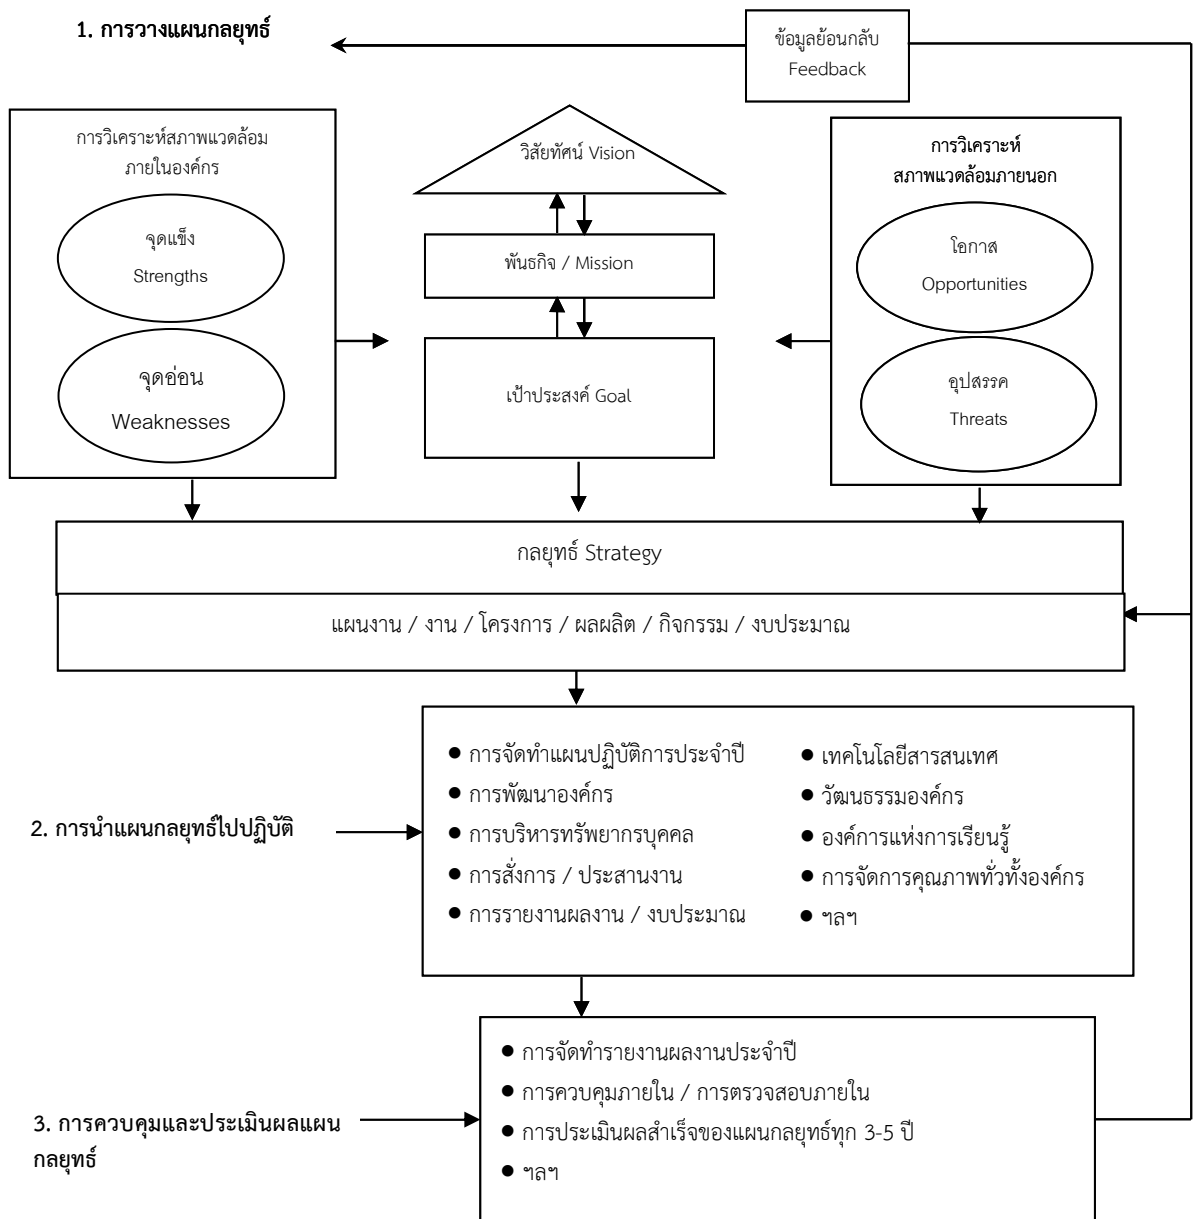 1. การวางแผนกลยุทธ์
ข้อมูลย้อนกลับ
Feedback
การวิเคราะห์สภาพแวดล้อม
ภายในองค์กร
จุดแข็ง
Strengths
จุดอ่อน
Weaknesses
วิสัยทัศน์ Vision
พันธกิจ / Mission
เป้าประสงค์ Goal
การวิเคราะห์
สภาพแวดล้อมภายนอก
โอกาส
Opportunities
อุปสรรค
Threats
กลยุทธ์ Strategy
แผนงาน / งาน / โครงการ / ผลผลิต / กิจกรรม / งบประมาณ
2. การนำแผนกลยุทธ์ไปปฏิบัติ
● การจัดทำแผนปฏิบัติการประจำปี
● การพัฒนาองค์กร
● การบริหารทรัพยากรบุคคล
● การสั่งการ / ประสานงาน
● การรายงานผลงาน / งบประมาณ
● เทคโนโลยีสารสนเทศ
● วัฒนธรรมองค์กร
● องค์การแห่งการเรียนรู้
● การจัดการคุณภาพทั่วทั้งองค์กร
● ฯลฯ
3. การควบคุมและประเมินผลแผน
กลยุทธ์
● การจัดทำรายงานผลงานประจำปี
● การควบคุมภายใน / การตรวจสอบภายใน
● การประเมินผลสำเร็จของแผนกลยุทธ์ทุก 3-5 ปี
● ฯลฯ